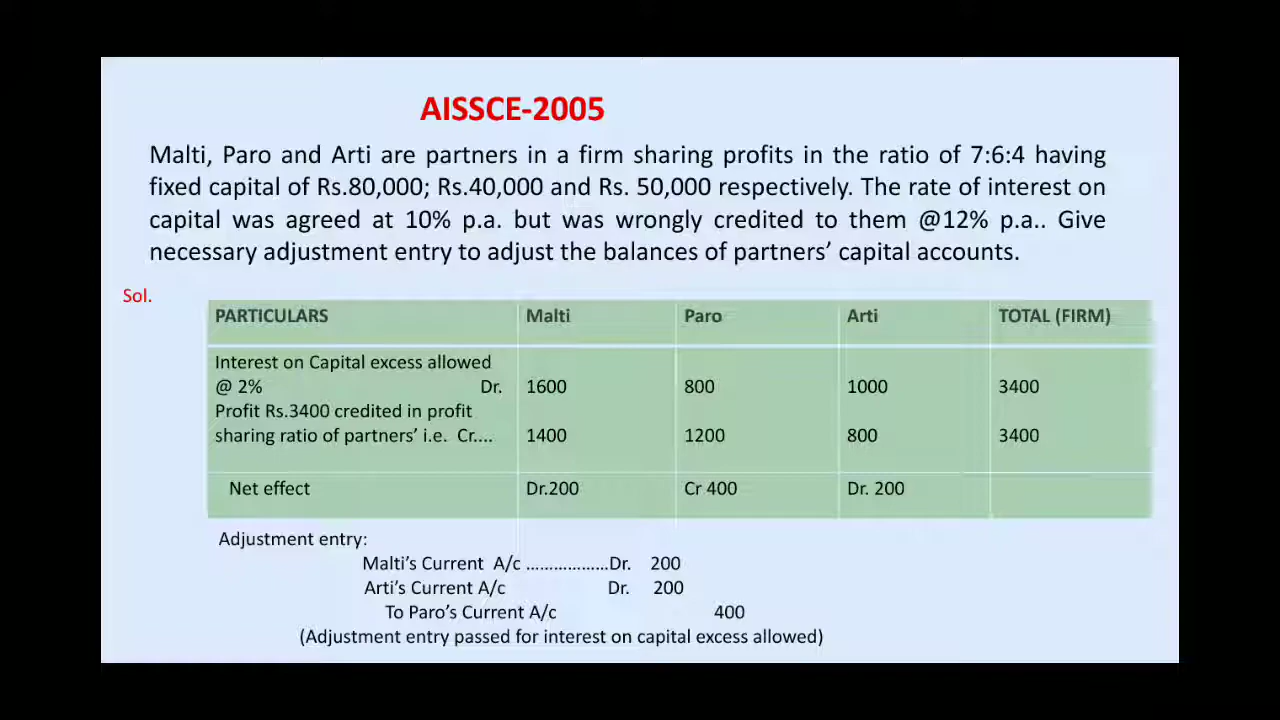 AISSCE-2005
Malti, Paro and Arti are partners in a firm sharing profits in the ratio of 7:6:4 having
fixed capital of Rs.80,000; Rs.40,000 and Rs. 50,000 respectively. The rate of interest on
capital was agreed at 10% p.a. but was wrongly credited to them @12% p.a.. Give
necessary adjustment entry to adjust the balances of partners’ capital accounts.
Sol.
PARTICULARS Malti Paro Arti TOTAL (FIRM)
Interest on Capital excess allowed
@ 2% Dr. 1600 800 1000 3400
Profit Rs.3400 credited in profit
sharing ratio of partners’ i.e. Cr.... 1400 1200 800 3400
Net effect Dr.200 Cr 400 Dr. 200
Adjustment entry:
Malti’s Current A/c ………………Dr. 200
Arti’s Current A/c Dr. 200
To Paro’s Current A/c 400
(Adjustment entry passed for interest on capital excess allowed)